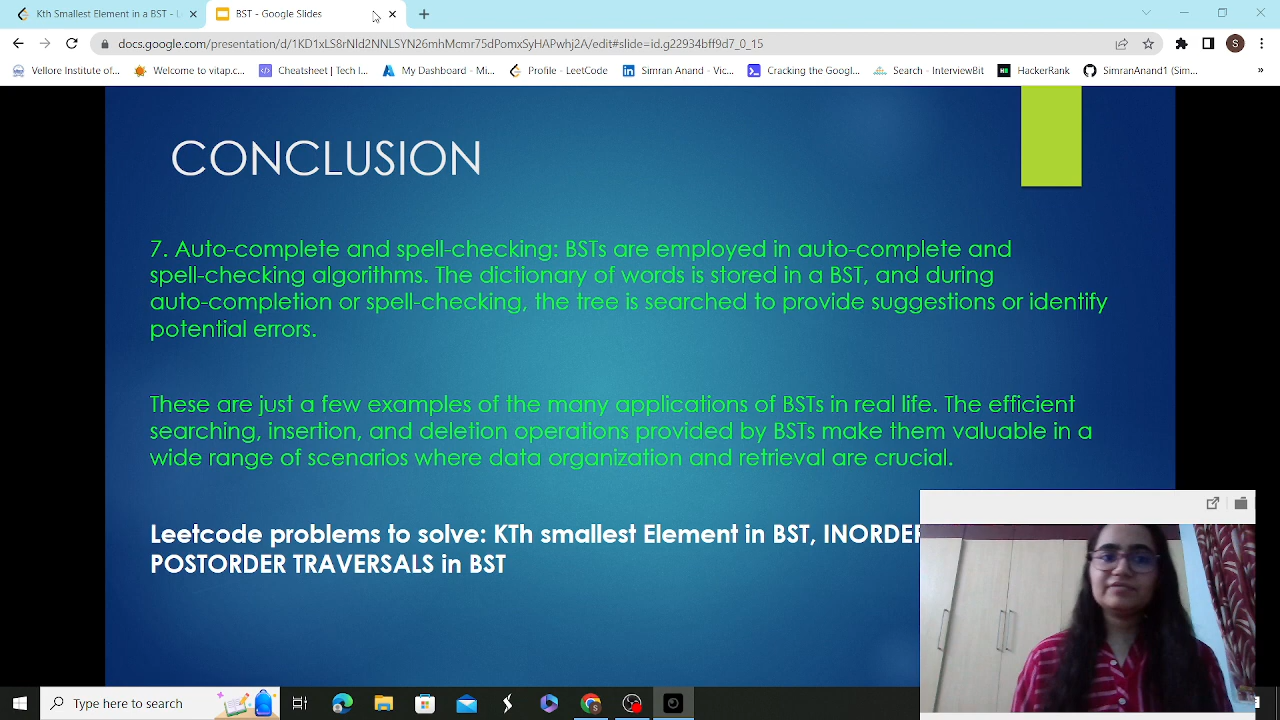 Kth Smallest Element in a BST -
BST - Google Slides
docs.google.com/presentation/d/1KD1xLS8rNld2NNLSYN26mhMcmr75dPomxSyHAPwhj2A/edit#slide=id.g22934bff9d7_0_15
S
Vellore Institute of...
Welcome to vitap.c...
Cheatsheet | Tech I...
My Dashboard - Mi...
Profile - LeetCode
Simran Anand - Vic...
Cracking the Googl...
Search - InterviewBit
HackerRank
SimranAnand1 (Sim...
»
CONCLUSION
7. Auto-complete and spell-checking: BSTs are employed in auto-complete and
spell-checking algorithms. The dictionary of words is stored in a BST, and during
auto-completion or spell-checking, the tree is searched to provide suggestions or identify
potential errors.
These are just a few examples of the many applications of BSTs in real life. The efficient
searching, insertion, and deletion operations provided by BSTs make them valuable in a
wide range of scenarios where data organization and retrieval are crucial.
Leetcode problems to solve: KTh smallest Element in BST,
POSTORDER TRAVERSALS in BST
Type here to search